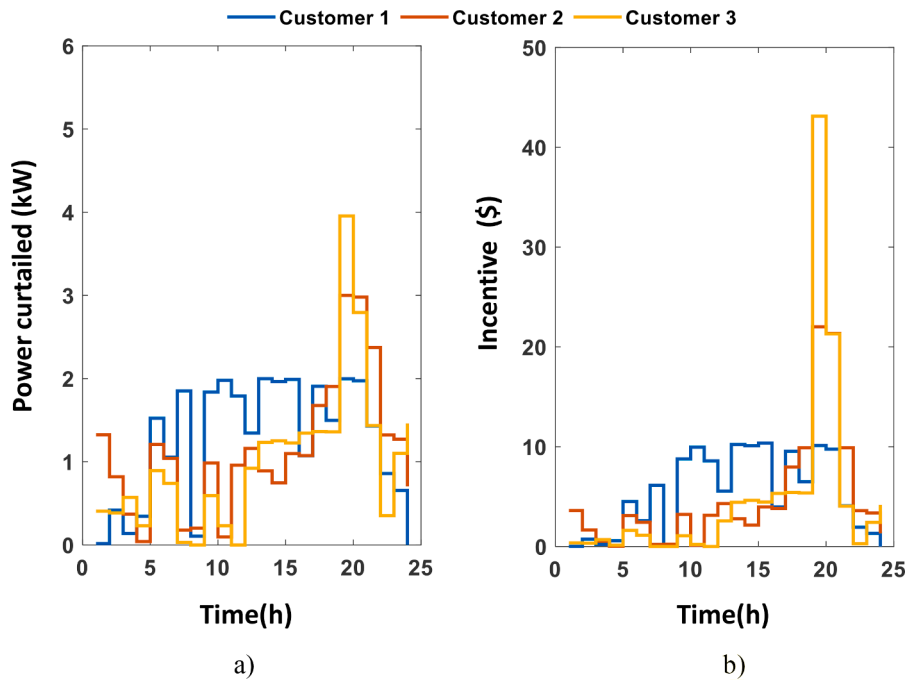 Customer 1 Customer 2 Customer 3
6
5
4
3
2
1
0
0 5 10 15 20 25
Power curtailed (kW)
Time(h)
a)
50
40
30
20
10
0
0 5 10 15 20 25
Incentive ($)
Time(h)
b)